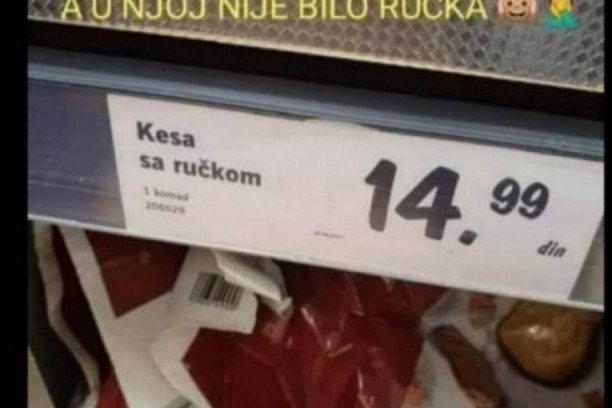 A U NJOJ NIJE BILO RUČKA 🙉🤦
Kesa
sa ručkom
1 komad
206029
14.99
din